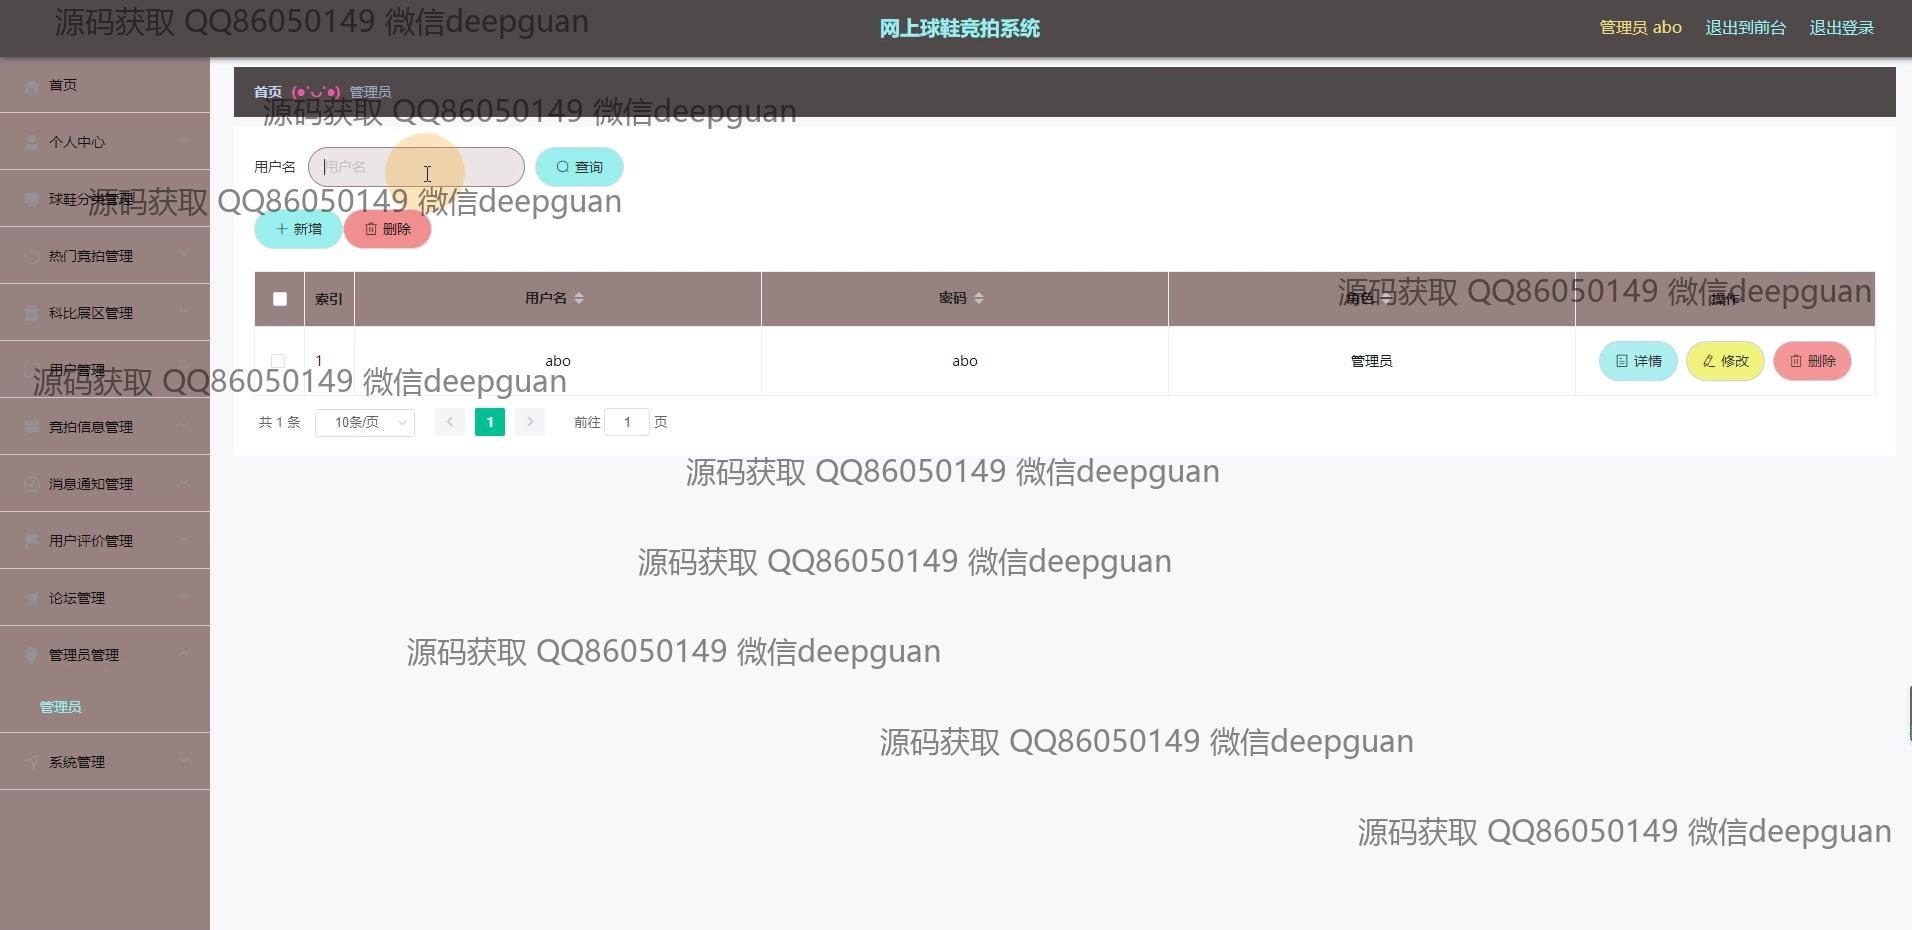 源码获取 QQ86050149 微信deepguan
网上球鞋竞拍系统
管理员 abo 退出到前台 退出登录
首页
个人中心
球鞋分类管理
热门竞拍管理
科比展区管理
用户管理
竞拍信息管理
消息通知管理
用户评价管理
论坛管理
管理员管理
管理员
系统管理
首页 (●'◡'●) 管理员
源码获取 QQ86050149 微信deepguan
用户名 用户名 查询
源码获取 QQ86050149 微信deepguan
新增 删除
索引 用户名 密码 角色 操作
源码获取 QQ86050149 微信deepguan
1 abo abo 管理员 详情 修改 删除
源码获取 QQ86050149 微信deepguan
共 1 条 10条/页 1 前往 1 页
源码获取 QQ86050149 微信deepguan
源码获取 QQ86050149 微信deepguan
源码获取 QQ86050149 微信deepguan
源码获取 QQ86050149 微信deepguan
源码获取 QQ86050149 微信deepguan